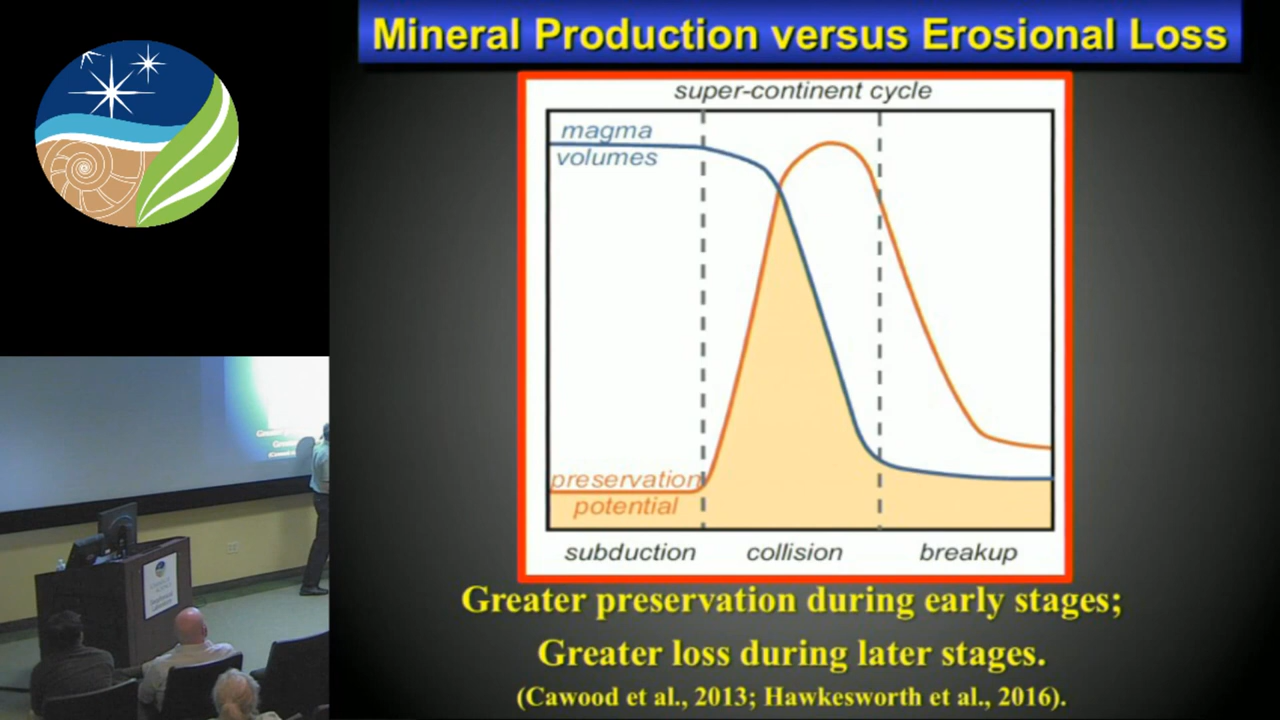 Mineral Production versus Erosional Loss
super-continent cycle
magma
volumes
preservation
potential
subduction collision breakup
Greater preservation during early stages;
Greater loss during later stages.
(Cawood et al., 2013; Hawkesworth et al., 2016).